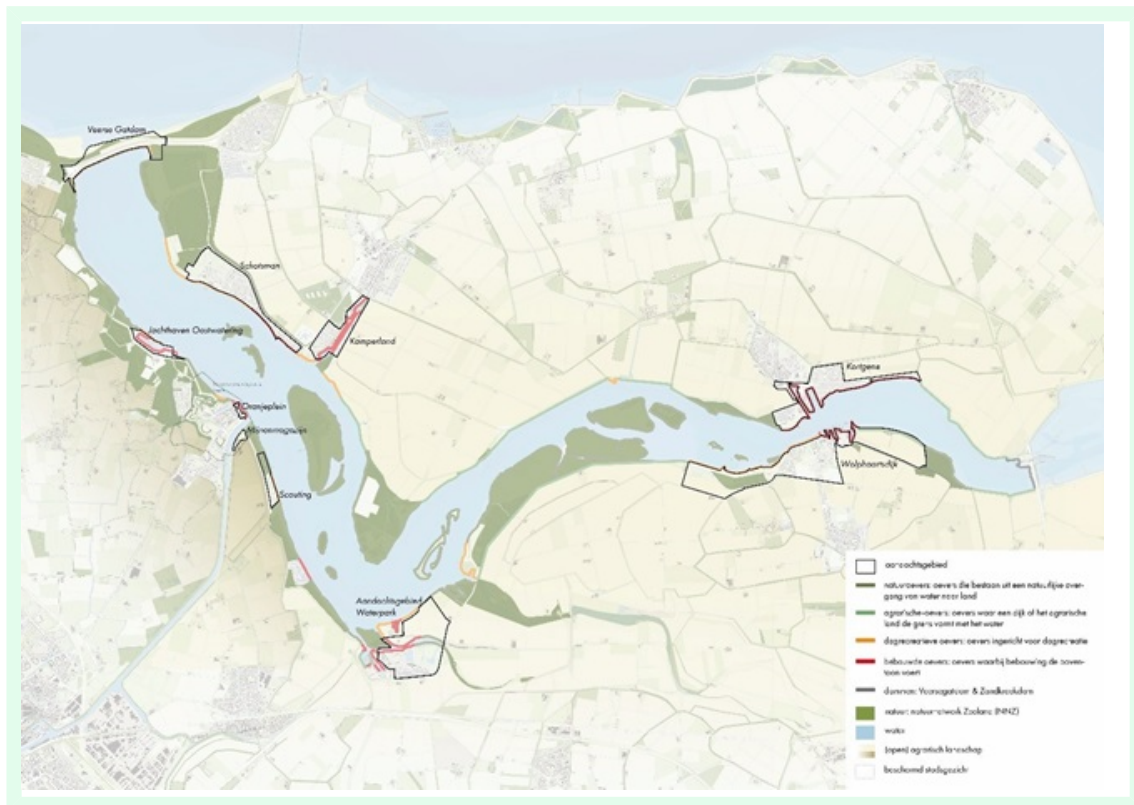 Veerse Gatdam
Schotsman
Jachthaven Oostwatering
Kamperland
Oranjeplein
Kortgene
Wolphaartsdijk
Scouting
Aandachtsgebied
Waterpark
aandachtsgebied
natuuroevers: oevers die bestaan uit een natuurlijke over-
gang van water naar land
agrarische-oevers: oevers waar een dijk of het agrarische
land de grens vormt met het water
dagrecreatieve oevers: oevers ingericht voor dagrecreatie
bebouwde oevers: oevers waarbij bebouwing de boven-
toon voert
dammen: Veersegatdam & Zandkreekdam
natuur: natuurnetwerk Zeeland (NNZ)
water
(open) agrarisch landschap
beschermd stadsgezicht